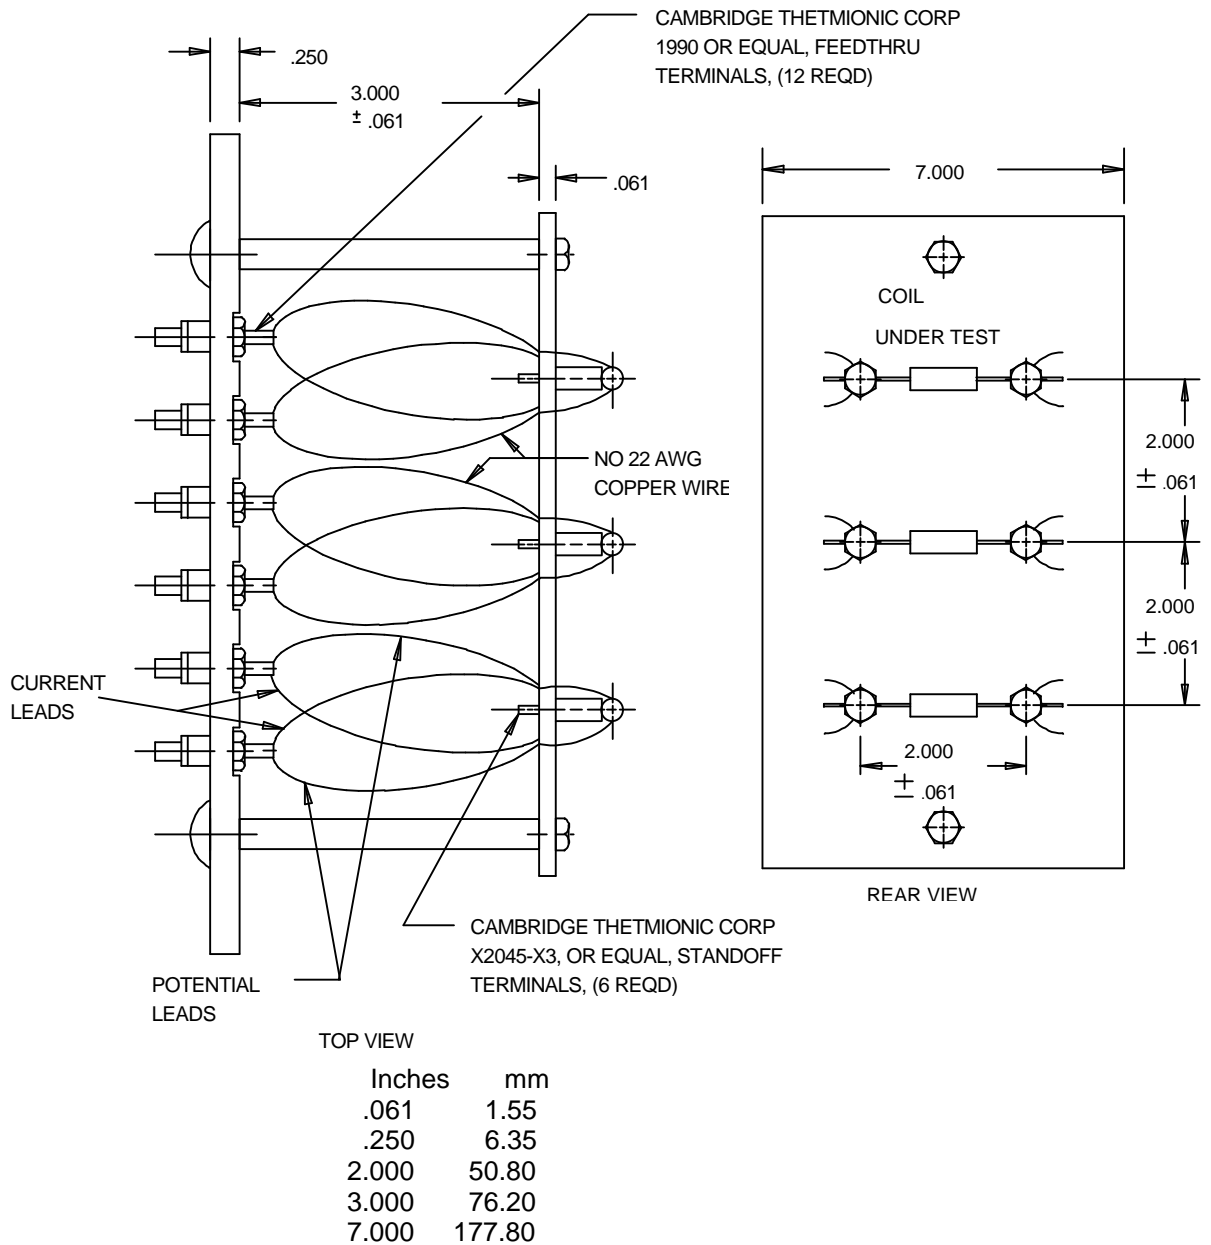 CAMBRIDGE THETMIONIC CORP
1990 OR EQUAL, FEEDTHRU
TERMINALS, (12 REQD)
.250
3.000
± .061
.061
7.000
COIL
UNDER TEST
2.000
± .061
NO 22 AWG
COPPER WIRE
2.000
± .061
CURRENT
LEADS
2.000
± .061
REAR VIEW
CAMBRIDGE THETMIONIC CORP
X2045-X3, OR EQUAL, STANDOFF
TERMINALS, (6 REQD)
POTENTIAL
LEADS
TOP VIEW
Inches mm
.061 1.55
.250 6.35
2.000 50.80
3.000 76.20
7.000 177.80